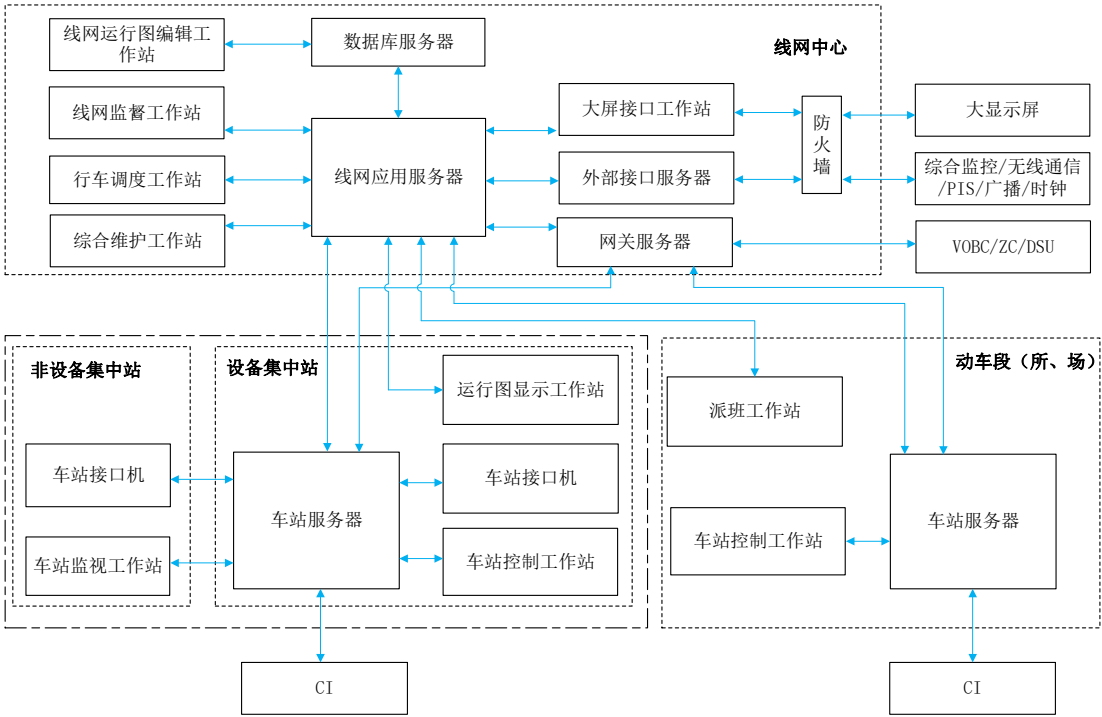 线网运行图编辑工
作站
数据库服务器
线网中心
线网监督工作站
大屏接口工作站
防
火
墙
大显示屏
行车调度工作站
线网应用服务器
外部接口服务器
综合监控/无线通信
/PIS/广播/时钟
综合维护工作站
网关服务器
VOBC/ZC/DSU
非设备集中站
设备集中站
动车段（所、场）
运行图显示工作站
派班工作站
车站接口机
车站服务器
车站接口机
车站监视工作站
车站控制工作站
车站控制工作站
车站服务器
CI
CI